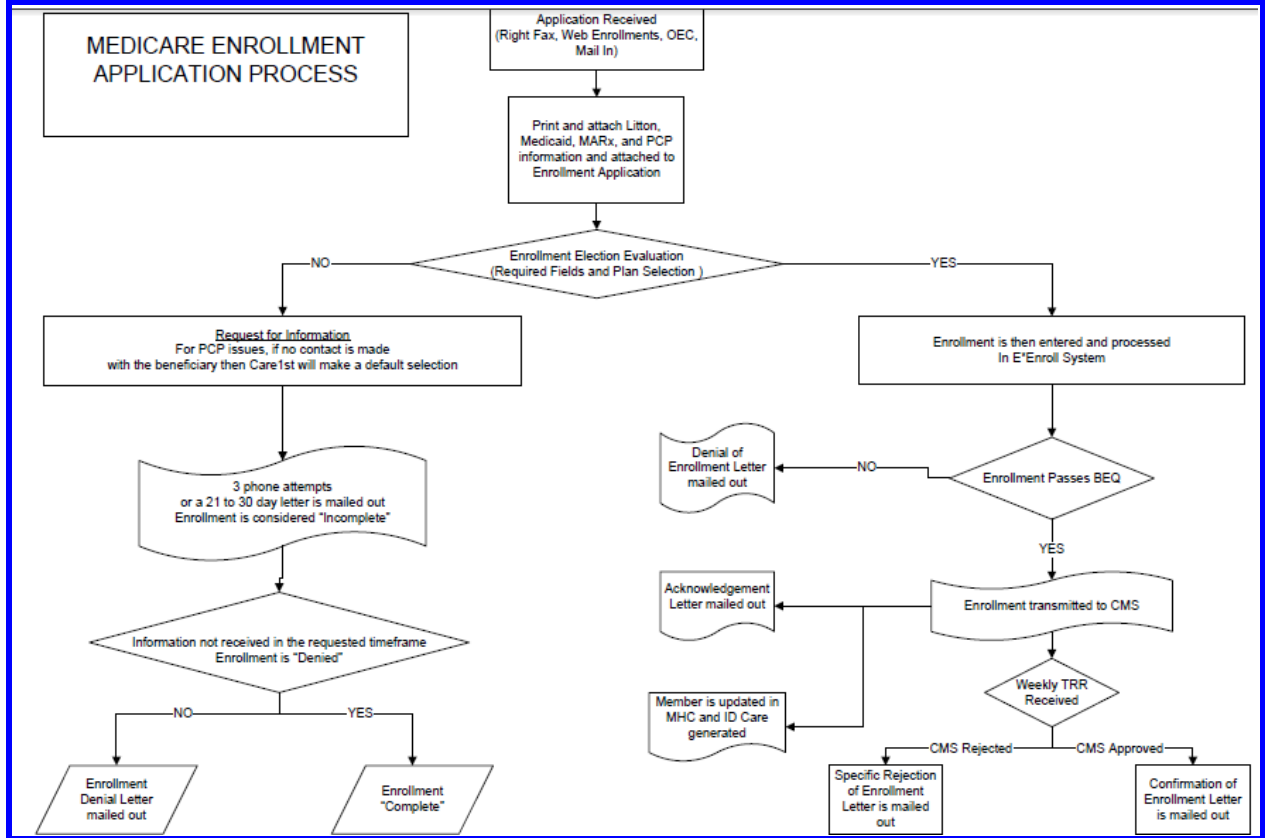 MEDICARE ENROLLMENT
APPLICATION PROCESS
Application Received
(Right Fax, Web Enrollments, OEC,
Mail In)
Print and attach Litton,
Medicaid, MARx, and PCP
information and attached to
Enrollment Application
Enrollment Election Evaluation
(Required Fields and Plan Selection )
NO
YES
Request for Information
For PCP issues, if no contact is made
with the beneficiary then Care1st will make a default selection
Enrollment is then entered and processed
In E*Enroll System
3 phone attempts
or a 21 to 30 day letter is mailed out
Enrollment is considered “Incomplete”
Denial of
Enrollment Letter
mailed out
NO
Enrollment Passes BEQ
YES
Acknowledgement
Letter mailed out
Enrollment transmitted to CMS
Information not received in the requested timeframe
Enrollment is “Denied”
Weekly TRR
Received
Member is updated in
MHC and ID Care
generated
NO
YES
CMS Rejected
CMS Approved
Enrollment
Denial Letter
mailed out
Enrollment
“Complete”
Specific Rejection
of Enrollment
Letter is mailed
out
Confirmation of
Enrollment Letter
is mailed out